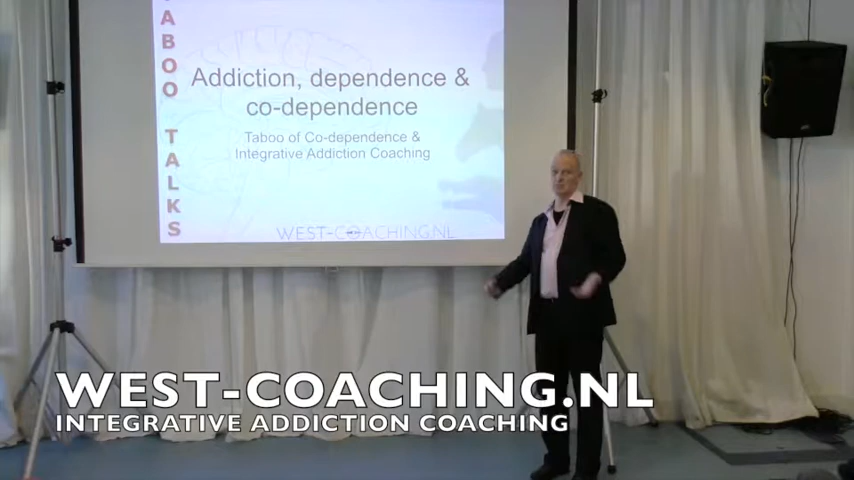 TABOO TALKS
Addiction, dependence &
co-dependence
Taboo of Co-dependence &
Integrative Addiction Coaching
WEST-COACHING.NL
WEST-COACHING.NL
INTEGRATIVE ADDICTION COACHING